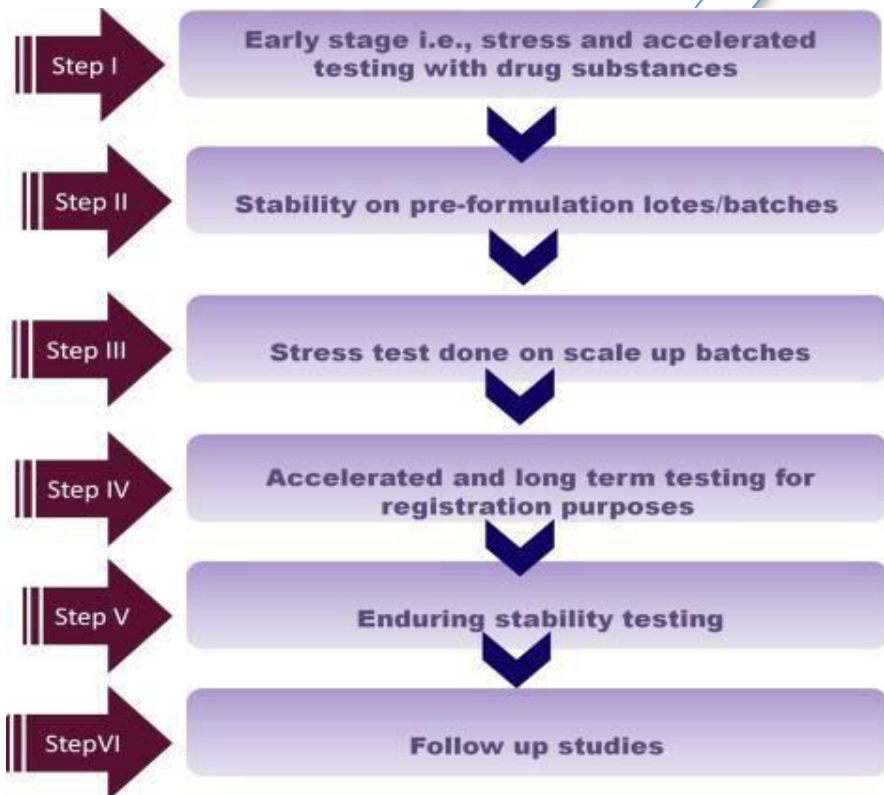 Step I
Early stage i.e., stress and accelerated
testing with drug substances
Step II
Stability on pre-formulation lotes/batches
Step III
Stress test done on scale up batches
Step IV
Accelerated and long term testing for
registration purposes
Step V
Enduring stability testing
StepVI
Follow up studies